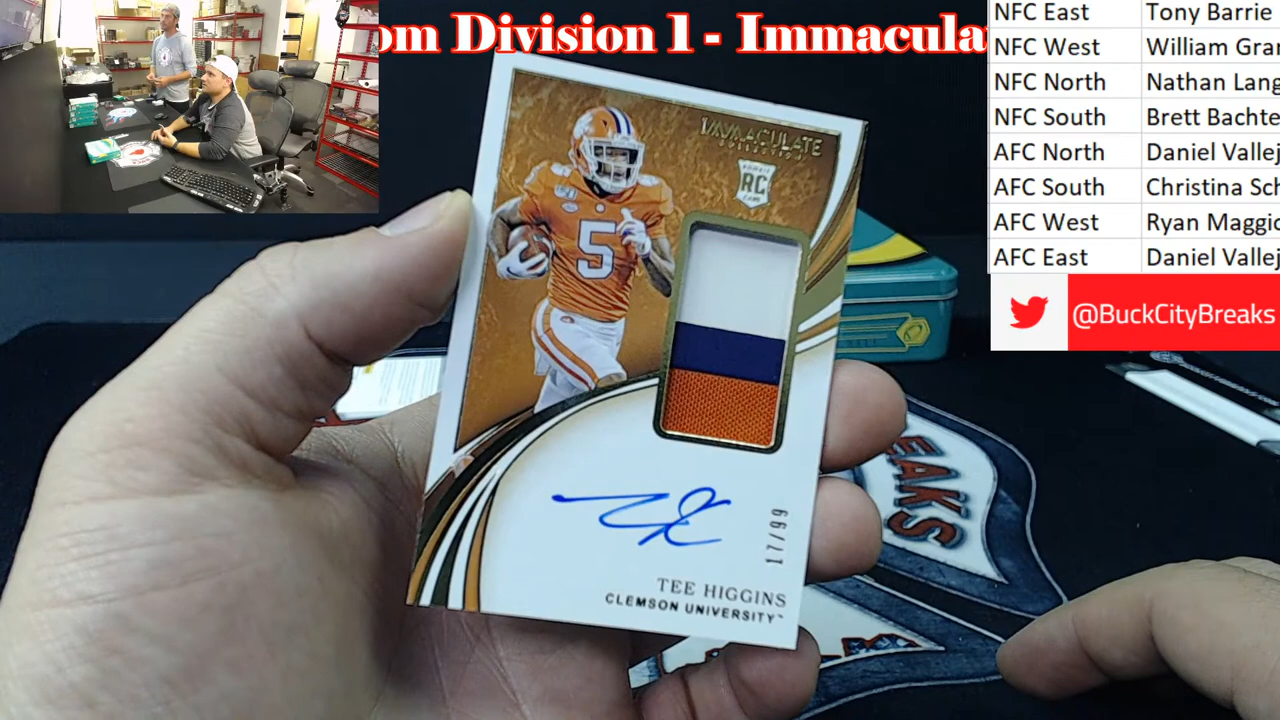 om Division 1 - Immacula
NFC East Tony Barrie
NFC West William Gra
NFC North Nathan Lang
NFC South Brett Bachte
AFC North Daniel Vallej
AFC South Christina Sch
AFC West Ryan Maggio
AFC East Daniel Vallej
@BuckCityBreaks
IMMACULATE
COLLECTION
RC
5
17/99
TEE HIGGINS
CLEMSON UNIVERSITY
EAKS